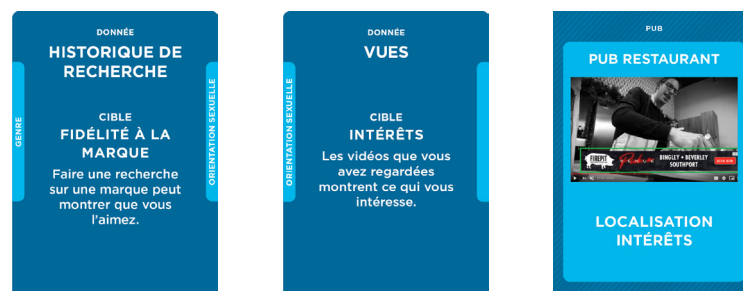 DONNÉE
HISTORIQUE DE
RECHERCHE
GENRE
ORIENTATION SEXUELLE
CIBLE
FIDÉLITÉ À LA
MARQUE
Faire une recherche
sur une marque peut
montrer que vous
l'aimez.
DONNÉE
VUES
ORIENTATION SEXUELLE
CIBLE
INTÉRÊTS
Les vidéos que vous
avez regardées
montrent ce qui vous
intéresse.
PUB
PUB RESTAURANT
FIREPIT
BINGLEY • BEVERLEY
SOUTHPORT
LOCALISATION
INTÉRÊTS